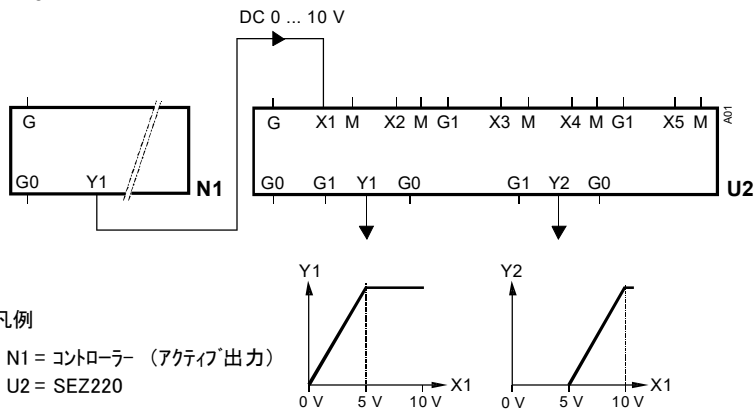 DC 0 ... 10 V
G
G0 Y1
N1
G X1 M X2 M G1 X3 M X4 M G1 X5 M
A01
G0 G1 Y1 G0 G1 Y2 G0
U2
Y1
0 V 5 V 10 V
X1
Y2
0 V 5 V 10 V
X1
凡例
N1 = コントローラー (アクティブ出力)
U2 = SEZ220